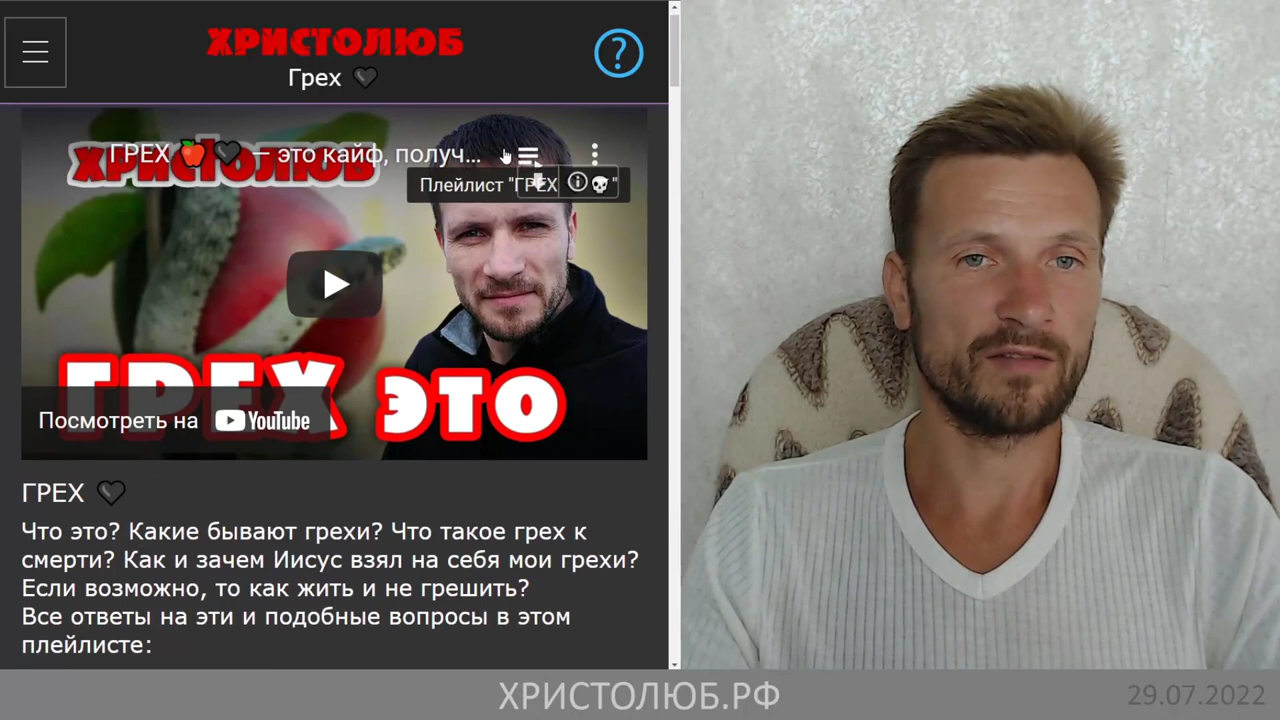 ХРИСТОЛЮБ
Грех 🖤
?
ХРИСТОЛЮБ
ГРЕХ 🍎🖤 — это кайф, получ...
Плейлист "ГРЕХ 💀"
ГРЕХ ЭТО
Посмотреть на YouTube
ГРЕХ 🖤
Что это? Какие бывают грехи? Что такое грех к
смерти? Как и зачем Иисус взял на себя мои грехи?
Если возможно, то как жить и не грешить?
Все ответы на эти и подобные вопросы в этом
плейлисте:
ХРИСТОЛЮБ.РФ
29.07.2022